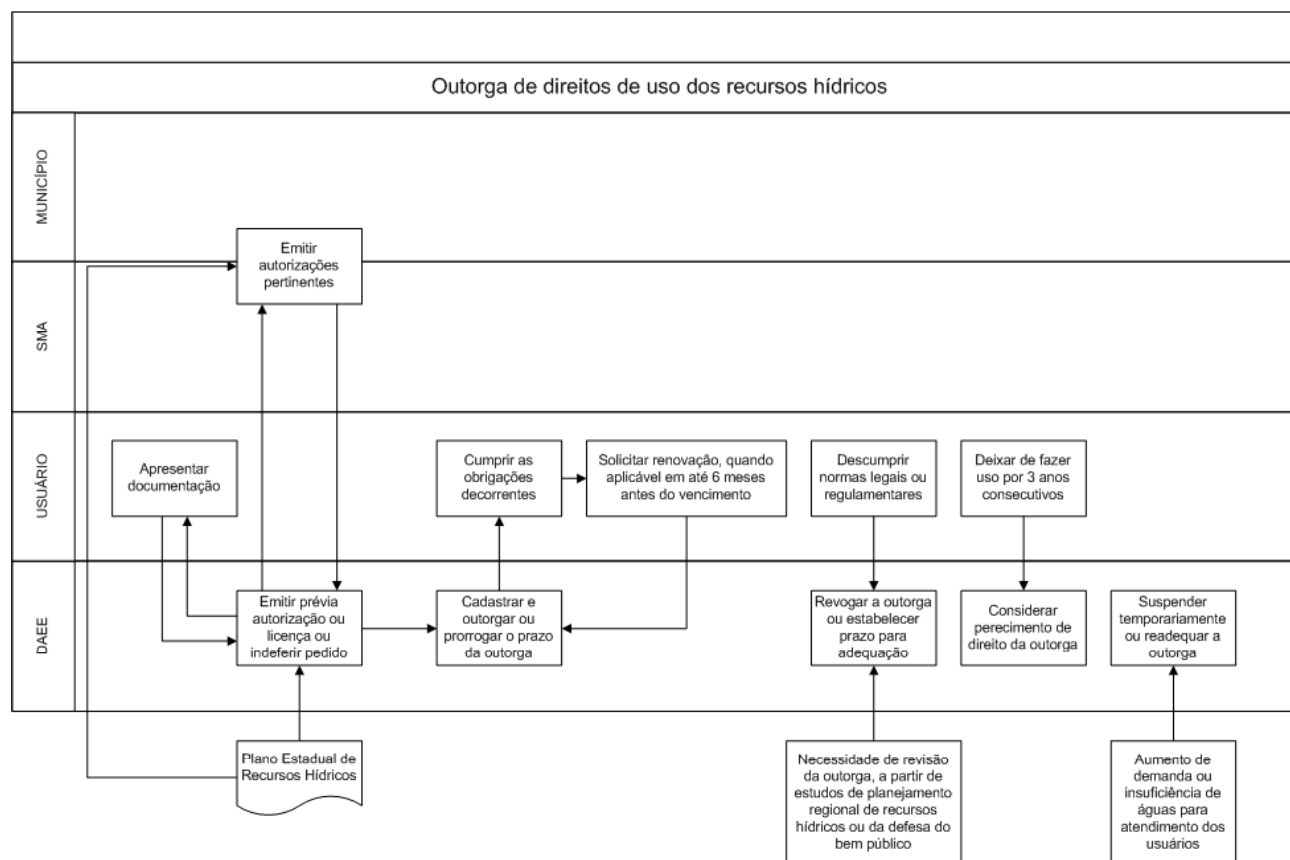 Outorga de direitos de uso dos recursos hídricos
MUNICÍPIO
Emitir
autorizações
pertinentes
SMA
USUÁRIO
Apresentar
documentação
Cumprir as
obrigações
decorrentes
Solicitar renovação, quando
aplicável em até 6 meses
antes do vencimento
Descumprir
normas legais ou
regulamentares
Deixar de fazer
uso por 3 anos
consecutivos
DAEE
Emitir prévia
autorização ou
licença ou
indeferir pedido
Cadastrar e
outorgar ou
prorrogar o prazo
da outorga
Revogar a outorga
ou estabelecer
prazo para
adequação
Considerar
perecimento de
direito da outorga
Suspender
temporariamente
ou readequar a
outorga
Plano Estadual de
Recursos Hídricos
Necessidade de revisão
da outorga, a partir de
estudos de planejamento
regional de recursos
hídricos ou da defesa do
bem público
Aumento de
demanda ou
insuficiência de
águas para
atendimento dos
usuários